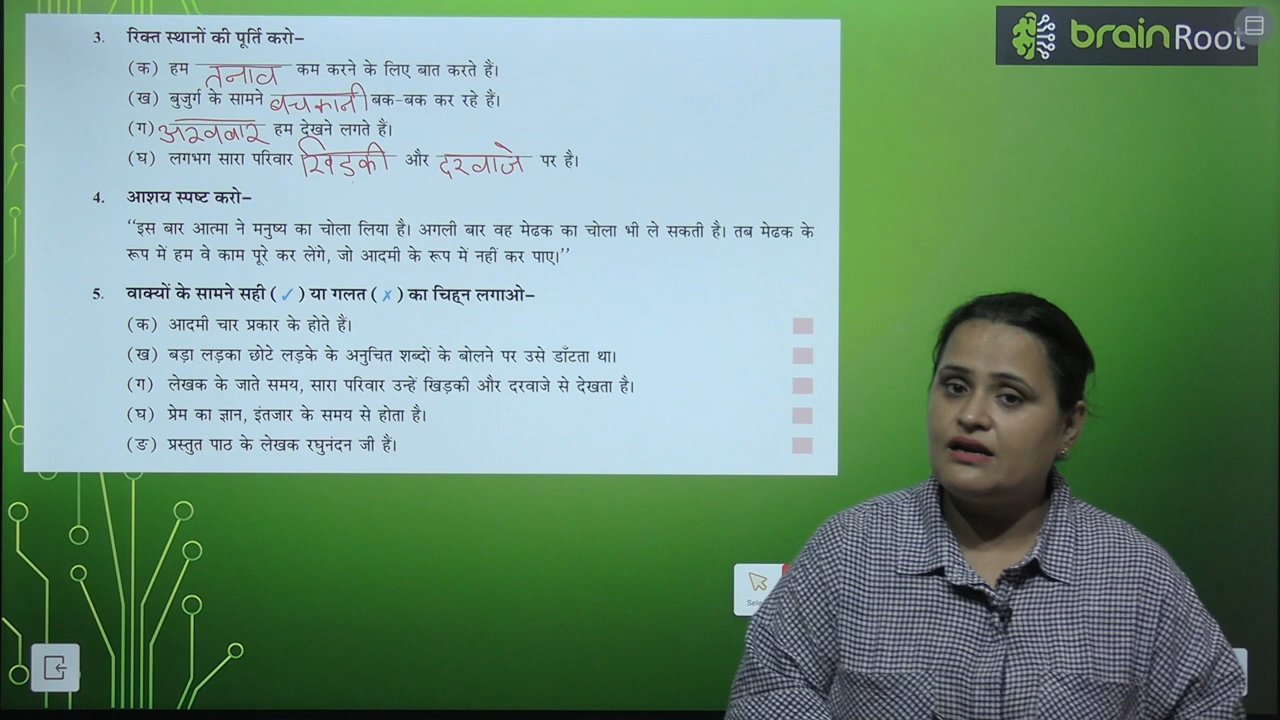 brainRoot
3. रिक्त स्थानों की पूर्ति करो–
(क) हम तनाव कम करने के लिए बात करते हैं।
(ख) बुजुर्ग के सामने बचकानी बक-बक कर रहे हैं।
(ग) अखबार हम देखने लगते हैं।
(घ) लगभग सारा परिवार खिड़की और दरवाजे पर है।
4. आशय स्पष्ट करो–
“इस बार आत्मा ने मनुष्य का चोला लिया है। अगली बार वह मेढक का चोला भी ले सकती है। तब मेढक के
रूप में हम वे काम पूरे कर लेंगे, जो आदमी के रूप में नहीं कर पाए।”
5. वाक्यों के सामने सही (✓) या गलत (✗) का चिह्न लगाओ–
(क) आदमी चार प्रकार के होते हैं।
(ख) बड़ा लड़का छोटे लड़के के अनुचित शब्दों के बोलने पर उसे डाँटता था।
(ग) लेखक के जाते समय, सारा परिवार उन्हें खिड़की और दरवाजे से देखता है।
(घ) प्रेम का ज्ञान, इंतजार के समय से होता है।
(ङ) प्रस्तुत पाठ के लेखक रघुनंदन जी हैं।